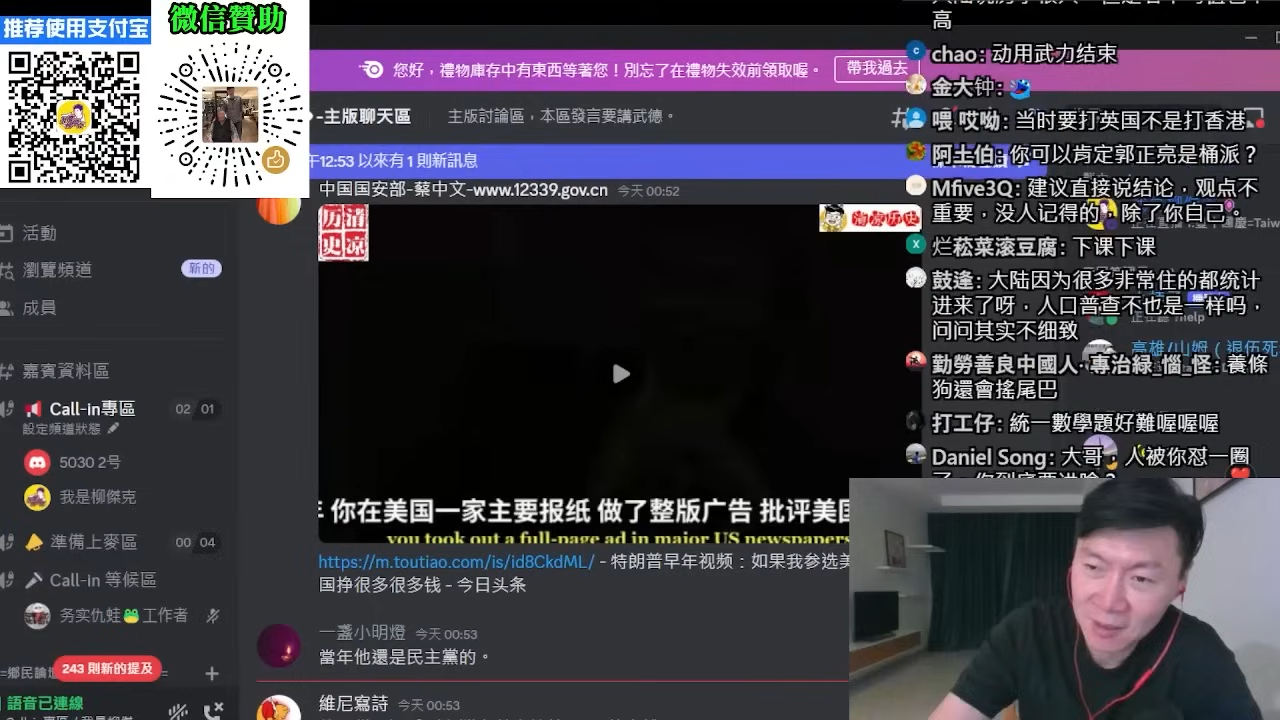 推荐使用支付宝
微信贊助
您好，禮物庫存中有東西等著您！別忘了在禮物失效前領取喔。
帶我過去
-主版聊天區
主版討論區，本區發言要講武德。
午12:53 以來有 1 則新訊息
中国国安部-蔡中文-www.12339.gov.cn 今天 00:52
清凉
历史
清凉历史
你在美国一家主要报纸 做了整版广告 批评美国
you took out a full-page ad in major US newspapers
https://m.toutiao.com/is/id8CkdML/ - 特朗普早年视频：如果我参选美
国挣很多很多钱 - 今日头条
一盞小明燈 今天 00:53
當年他還是民主黨的。
維尼寫詩 今天 00:53
活動
瀏覽頻道
新的
成員
嘉賓資料區
Call-in專區 02 01
設定頻道狀態
5030 2号
我是柳傑克
準備上麥區 00 04
Call-in 等候區
务实仇蛙🐸工作者
243 則新的提及
語音已連線
高
chao: 动用武力结束
金大钟:
喂 哎呦: 当时要打英国不是打香港。
阿土伯: 你可以肯定郭正亮是桶派？
Mfive3Q: 建议直接说结论，观点不
重要，没人记得的，除了你自己。
烂菘菜滚豆腐: 下课下课
鼓逢: 大陆因为很多非常住的都统计
进来了呀，人口普查不也是一样吗，
问问其实不细致
勤勞善良中國人·專治緑_惱_怪: 養條
狗還會搖尾巴
打工仔: 統一數學題好難喔喔喔
Daniel Song: 大哥，人被你怼一圈